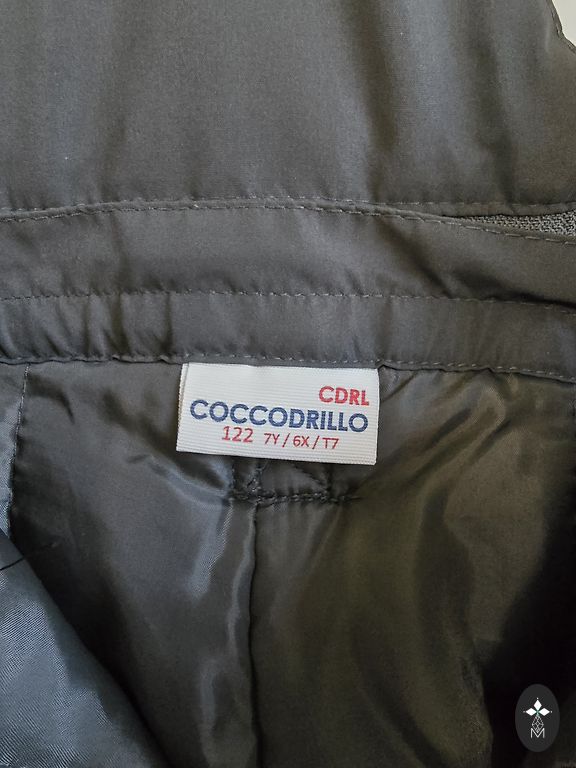 CDRL
COCCODRILLO
122 7Y / 6X / T7
M